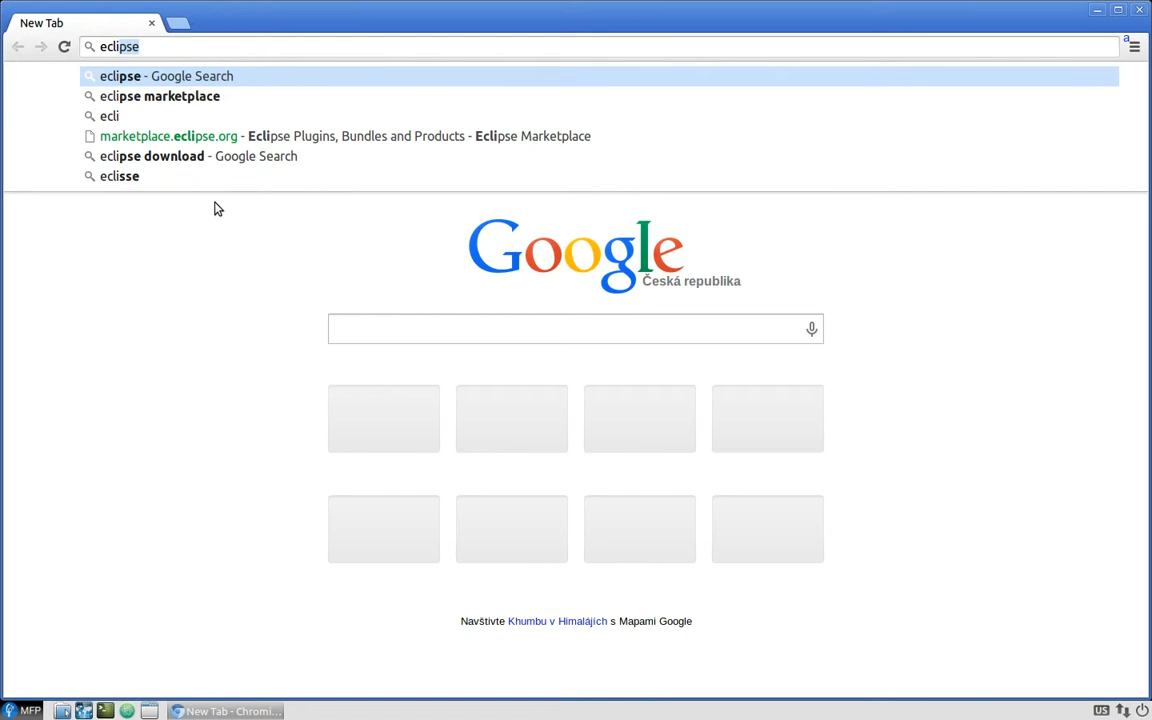 New Tab
eclipse
a
eclipse - Google Search
eclipse marketplace
ecli
marketplace.eclipse.org - Eclipse Plugins, Bundles and Products - Eclipse Marketplace
eclipse download - Google Search
eclisse
Google
Česká republika
Navštivte Khumbu v Himalájích s Mapami Google
MFP
New Tab - Chromi...
US